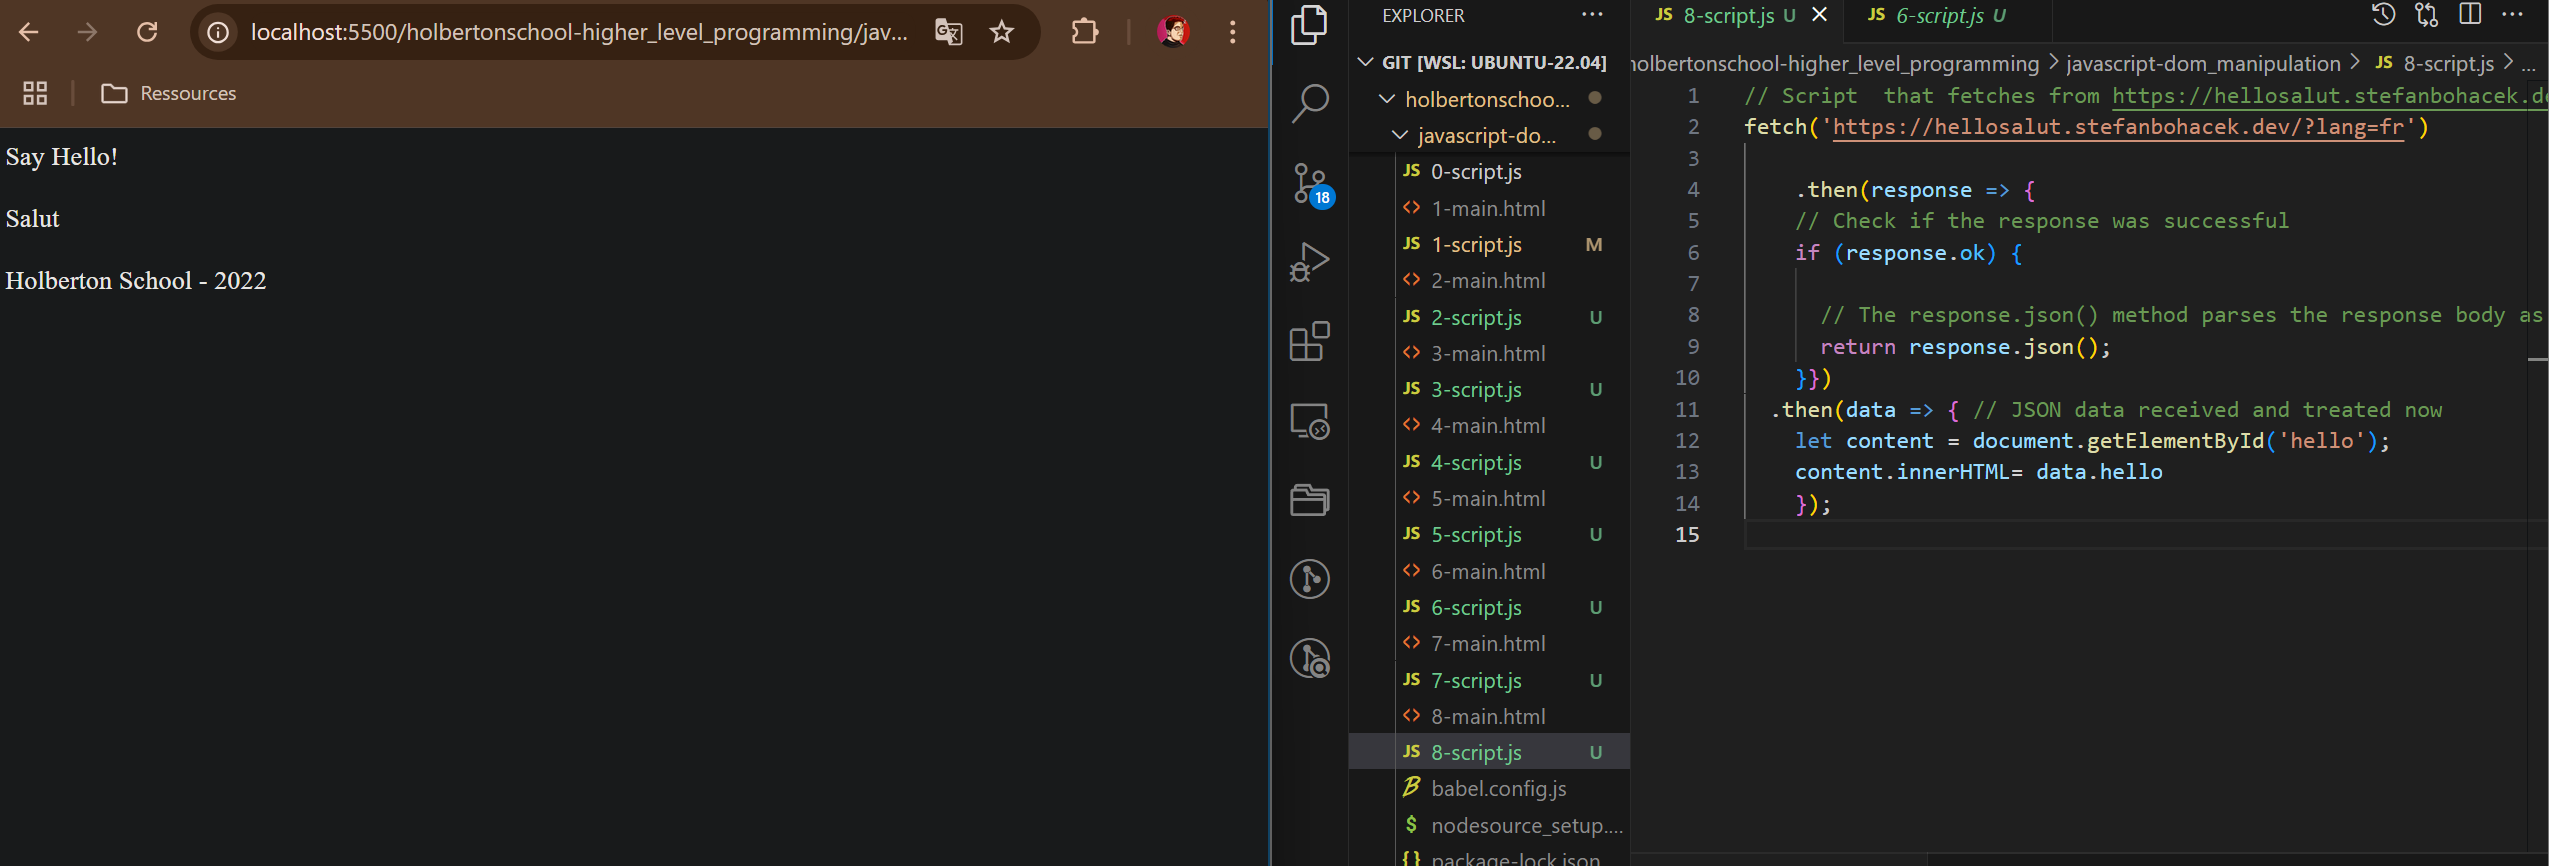 localhost:5500/holbertonschool-higher_level_programming/jav...
Ressources
Say Hello!
Salut
Holberton School - 2022
18
EXPLORER
GIT [WSL: UBUNTU-22.04]
holbertonschoo...
javascript-do...
JS 0-script.js
<> 1-main.html
JS 1-script.js M
<> 2-main.html
JS 2-script.js U
<> 3-main.html
JS 3-script.js U
<> 4-main.html
JS 4-script.js U
<> 5-main.html
JS 5-script.js U
<> 6-main.html
JS 6-script.js U
<> 7-main.html
JS 7-script.js U
<> 8-main.html
JS 8-script.js U
babel.config.js
$ nodesource_setup....
{} package-lock.json
JS 8-script.js U
JS 6-script.js U
holbertonschool-higher_level_programming > javascript-dom_manipulation > JS 8-script.js > ...
1 // Script  that fetches from https://hellosalut.stefanbohacek.de
2 fetch('https://hellosalut.stefanbohacek.dev/?lang=fr')
3
4 .then(response => {
5 // Check if the response was successful
6 if (response.ok) {
7
8 // The response.json() method parses the response body as
9 return response.json();
10 }})
11 .then(data => { // JSON data received and treated now
12 let content = document.getElementById('hello');
13 content.innerHTML= data.hello
14 });
15